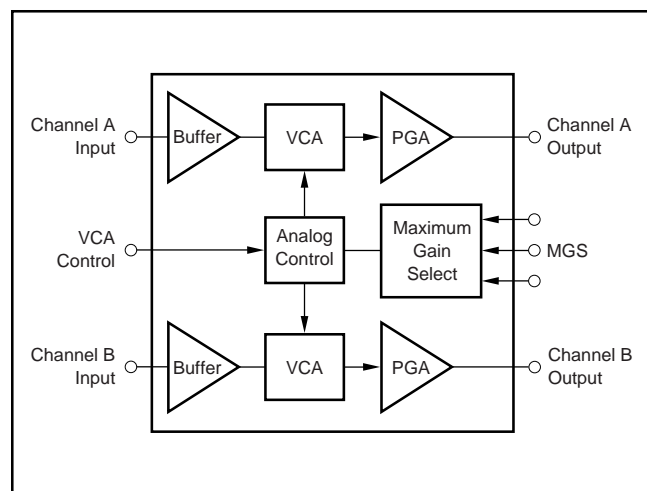 Channel A
Input
Buffer
VCA
PGA
Channel A
Output
VCA
Control
Analog
Control
Maximum
Gain
Select
MGS
Channel B
Input
Buffer
VCA
PGA
Channel B
Output